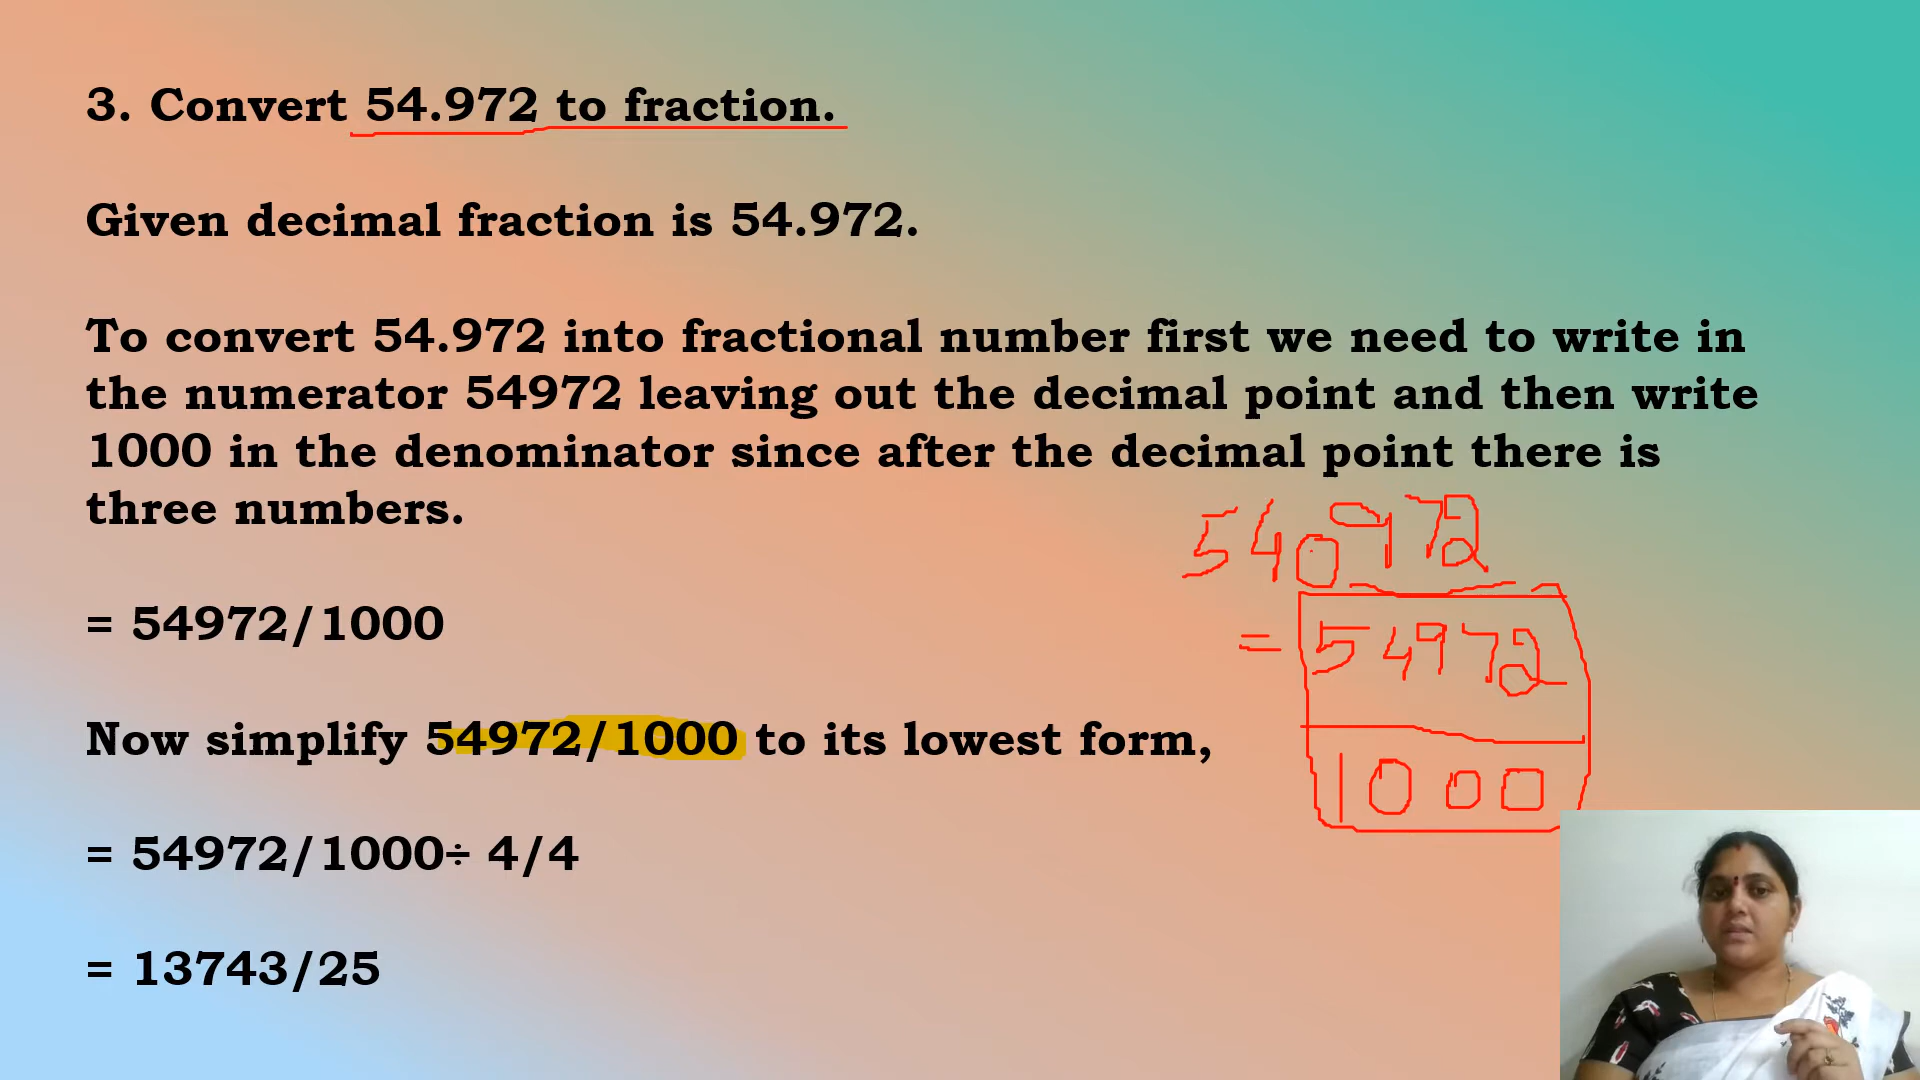 3. Convert 54.972 to fraction.
Given decimal fraction is 54.972.
To convert 54.972 into fractional number first we need to write in
the numerator 54972 leaving out the decimal point and then write
1000 in the denominator since after the decimal point there is
three numbers.
54.972
= 54972/1000
= 54972
1000
Now simplify 54972/1000 to its lowest form,
= 54972/1000÷ 4/4
= 13743/25